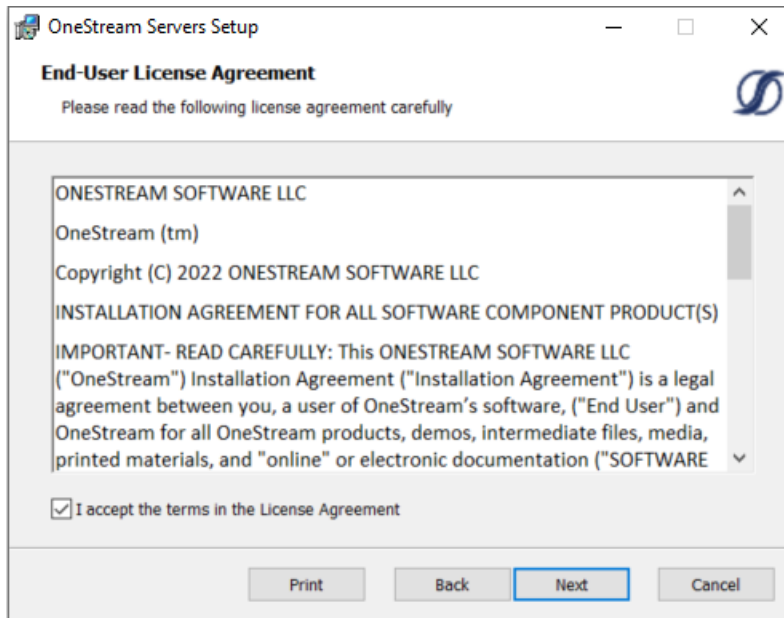 OneStream Servers Setup
End-User License Agreement
Please read the following license agreement carefully
ONESTREAM SOFTWARE LLC
OneStream (tm)
Copyright (C) 2022 ONESTREAM SOFTWARE LLC
INSTALLATION AGREEMENT FOR ALL SOFTWARE COMPONENT PRODUCT(S)
IMPORTANT- READ CAREFULLY: This ONESTREAM SOFTWARE LLC
("OneStream") Installation Agreement ("Installation Agreement") is a legal
agreement between you, a user of OneStream's software, ("End User") and
OneStream for all OneStream products, demos, intermediate files, media,
printed materials, and "online" or electronic documentation ("SOFTWARE
I accept the terms in the License Agreement
Print Back Next Cancel